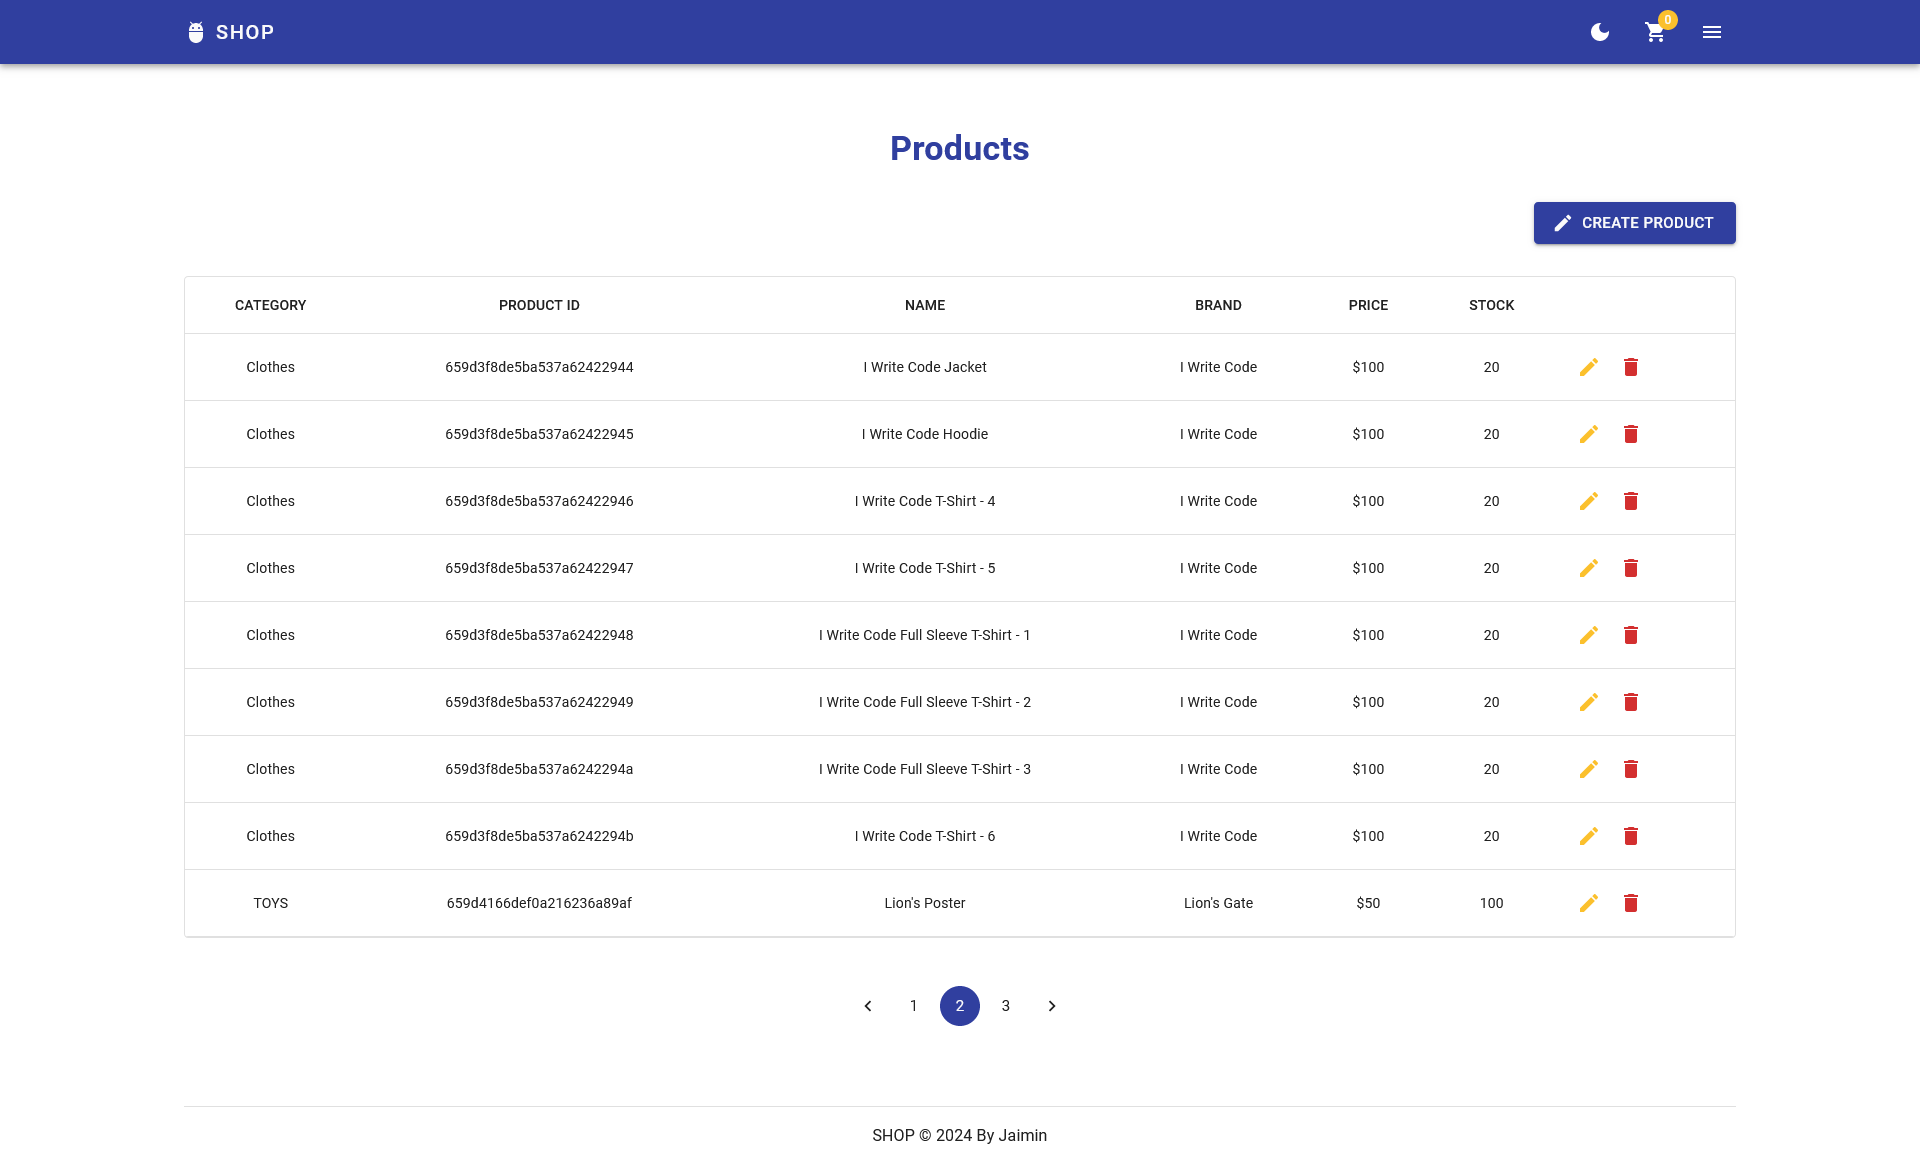 SHOP
0
Products
CREATE PRODUCT
CATEGORY PRODUCT ID NAME BRAND PRICE STOCK
Clothes 659d3f8de5ba537a62422944 I Write Code Jacket I Write Code $100 20
Clothes 659d3f8de5ba537a62422945 I Write Code Hoodie I Write Code $100 20
Clothes 659d3f8de5ba537a62422946 I Write Code T-Shirt - 4 I Write Code $100 20
Clothes 659d3f8de5ba537a62422947 I Write Code T-Shirt - 5 I Write Code $100 20
Clothes 659d3f8de5ba537a62422948 I Write Code Full Sleeve T-Shirt - 1 I Write Code $100 20
Clothes 659d3f8de5ba537a62422949 I Write Code Full Sleeve T-Shirt - 2 I Write Code $100 20
Clothes 659d3f8de5ba537a6242294a I Write Code Full Sleeve T-Shirt - 3 I Write Code $100 20
Clothes 659d3f8de5ba537a6242294b I Write Code T-Shirt - 6 I Write Code $100 20
TOYS 659d4166def0a216236a89af Lion's Poster Lion's Gate $50 100
1 2 3
SHOP © 2024 By Jaimin